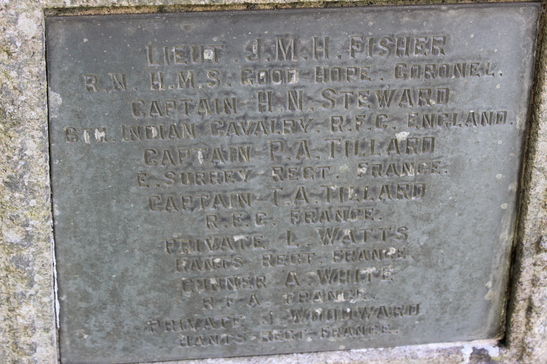 LIEUT. J.M.H. FISHER
R.N. H.M.S. GOOD HOPE. CORONEL.
CAPTAIN H.N. STEWARD
6TH INDIAN CAVALRY. R.F.C. ENGLAND.
CAPTAIN P.A. TILLARD
E. SURREY REGT. FRANCE.
CAPTAIN T.A. TILLARD
R.F.C. FRANCE.
PRIVATE L. WATTS
HANTS REGT. FRANCE.
GUNNER A. WHITE
R.F.A. FRANCE.
PRIVATE J. WOODWARD
HANTS. REGT. FRANCE.